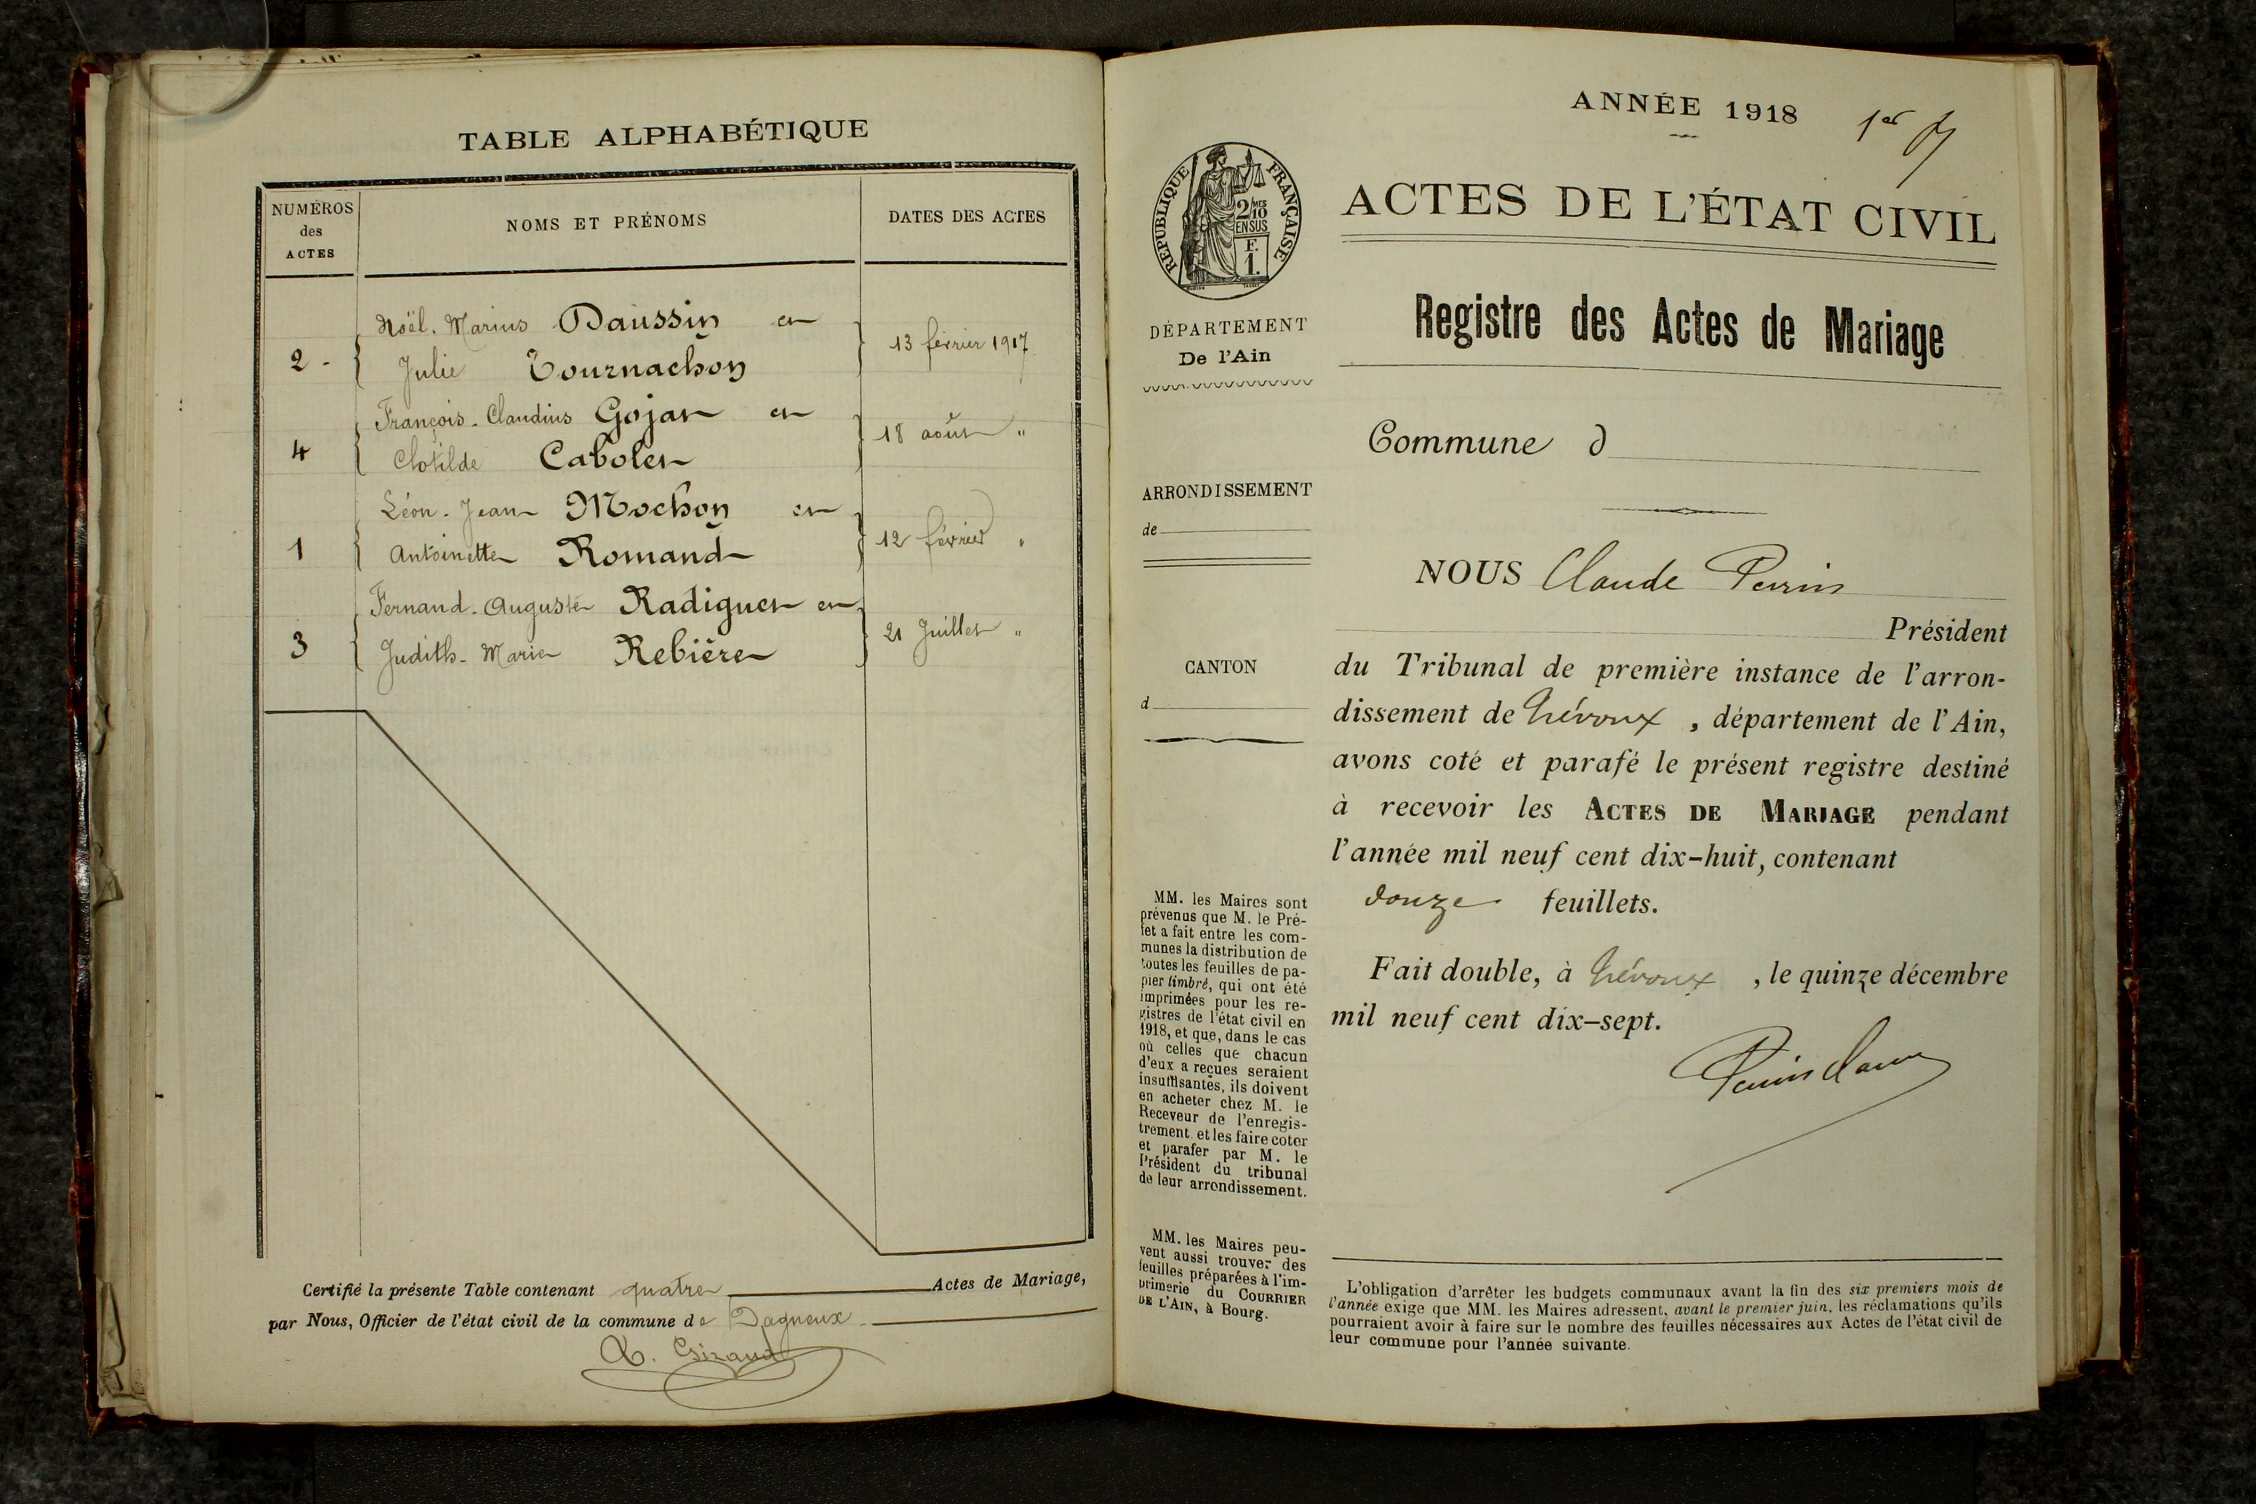 TABLE ALPHABÉTIQUE
NUMÉROS
des
ACTES
NOMS ET PRÉNOMS
DATES DES ACTES
Noël. Marius Daussin et
2 -
13 février 1917
Julie Tournachon
François. Claudius Gojat et
4
18 août "
Clotilde Cabolet
Léon. Jean Mochon et
1
12 février "
Antoinette Romand
Fernand. Auguste Radiguet et
3
21 Juillet "
Judith. Marie Rebière
Certifié la présente Table contenant quatre Actes de Mariage,
par Nous, Officier de l'état civil de la commune de Dagneux
Girand
ANNÉE 1918
1er
RÉPUBLIQUE FRANÇAISE
2/10 MES
EN SUS
F.
1.
ACTES DE L'ÉTAT CIVIL
Registre des Actes de Mariage
DÉPARTEMENT
De l'Ain
Commune d
ARRONDISSEMENT
de
CANTON
d
NOUS Claude Perrin
Président
du Tribunal de première instance de l'arron-
dissement de Trévoux , département de l'Ain,
avons coté et parafé le présent registre destiné
à recevoir les ACTES DE MARIAGE pendant
l'année mil neuf cent dix-huit, contenant
douze feuillets.
Fait double, à Trévoux , le quinze décembre
mil neuf cent dix-sept.
Perrin Claude
MM. les Maires sont
prévenus que M. le Pré-
fet a fait entre les com-
munes la distribution de
toutes les feuilles de pa-
pier timbré, qui ont été
imprimées pour les re-
gistres de l'état civil en
1918, et que, dans le cas
où celles que chacun
d'eux a reçues seraient
insuffisantes, ils doivent
en acheter chez M. le
Receveur de l'enregis-
trement et les faire coter
et parafer par M. le
Président du tribunal
de leur arrondissement.
MM. les Maires peu-
vent aussi trouver des
feuilles préparées à l'im-
primerie du COURRIER
DE L'AIN, à Bourg.
L'obligation d'arrêter les budgets communaux avant la fin des six premiers mois de
l'année exige que MM. les Maires adressent, avant le premier juin, les réclamations qu'ils
pourraient avoir à faire sur le nombre des feuilles nécessaires aux Actes de l'état civil de
leur commune pour l'année suivante.